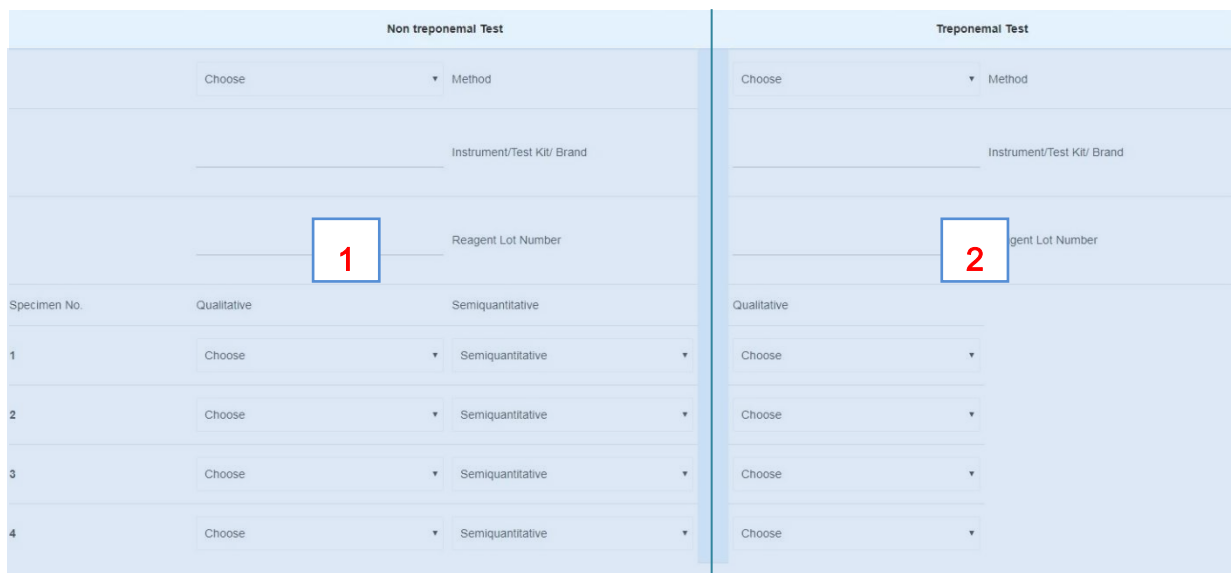 Non treponemal Test Treponemal Test
Choose Method Choose Method
Instrument/Test Kit/ Brand Instrument/Test Kit/ Brand
1 Reagent Lot Number 2 gent Lot Number
Specimen No. Qualitative Semiquantitative Qualitative
1 Choose Semiquantitative Choose
2 Choose Semiquantitative Choose
3 Choose Semiquantitative Choose
4 Choose Semiquantitative Choose